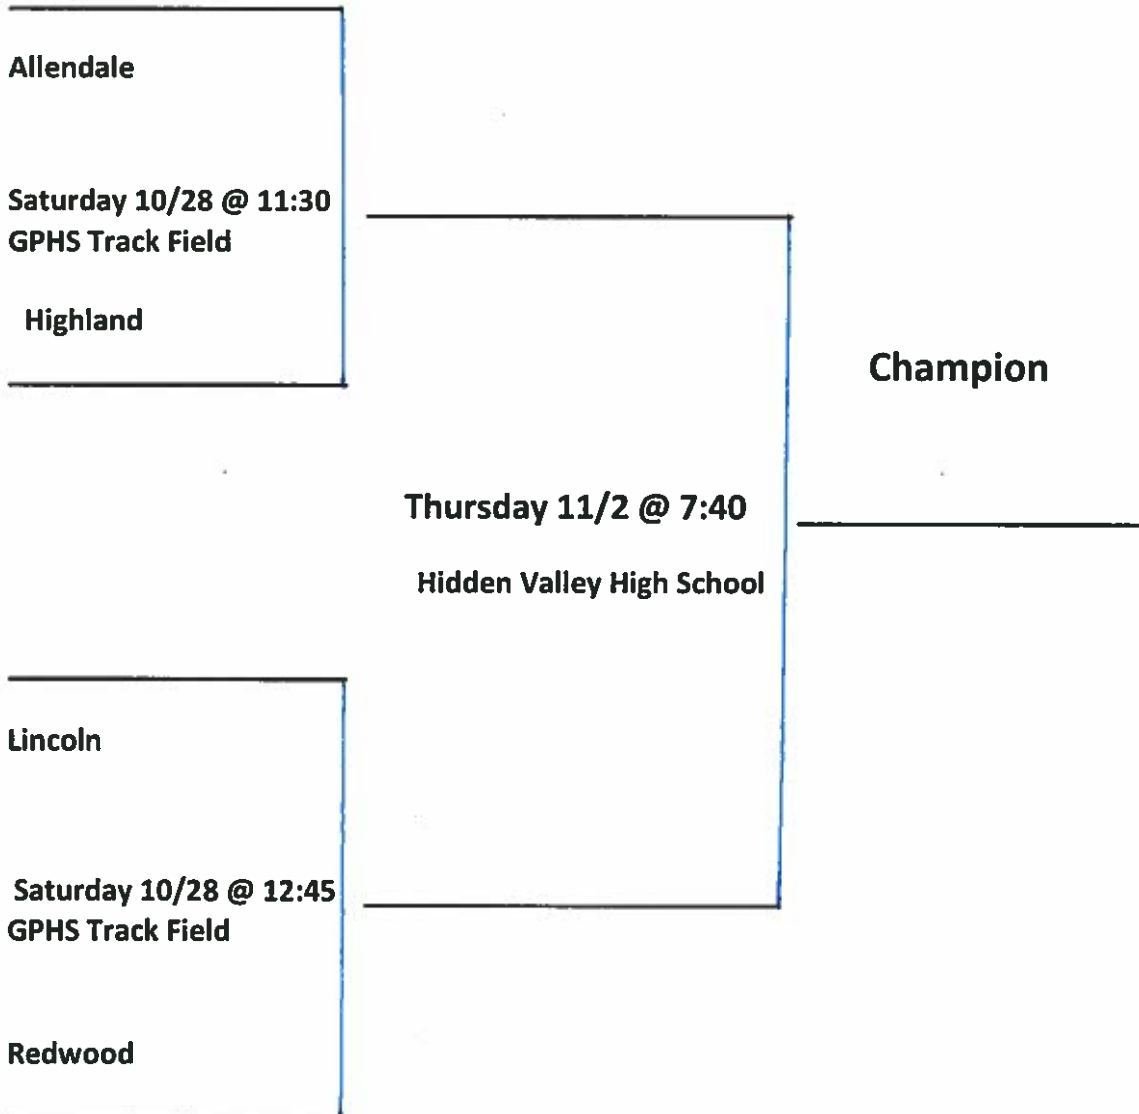 Allendale
Saturday 10/28 @ 11:30
GPHS Track Field
Highland
Champion
Thursday 11/2 @ 7:40
Hidden Valley High School
Lincoln
Saturday 10/28 @ 12:45
GPHS Track Field
Redwood